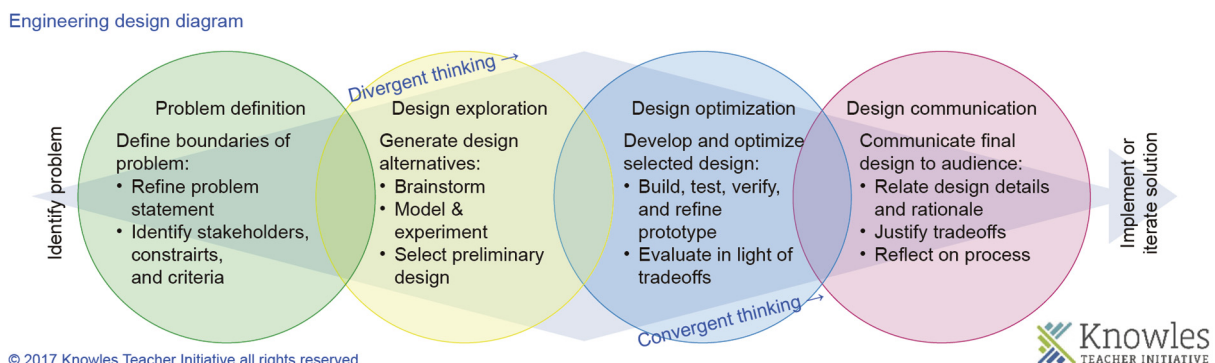 Engineering design diagram
Identify problem
Divergent thinking →
Problem definition
Define boundaries of
problem:
• Refine problem
statement
• Identify stakeholders,
constrairts,
and criteria
Design exploration
Generate design
alternatives:
• Brainstorm
• Model &
experiment
• Select preliminary
design
Design optimization
Develop and optimize
selected design:
• Build, test, verify,
and refine
prototype
• Evaluate in light of
tradeoffs
Convergent thinking →
Design communication
Communicate final
design to audience:
• Relate design details
and rationale
• Justify tradeoffs
• Reflect on process
Implement or
iterate solution
© 2017 Knowles Teacher Initiative all rights reserved
Knowles
TEACHER INITIATIVE